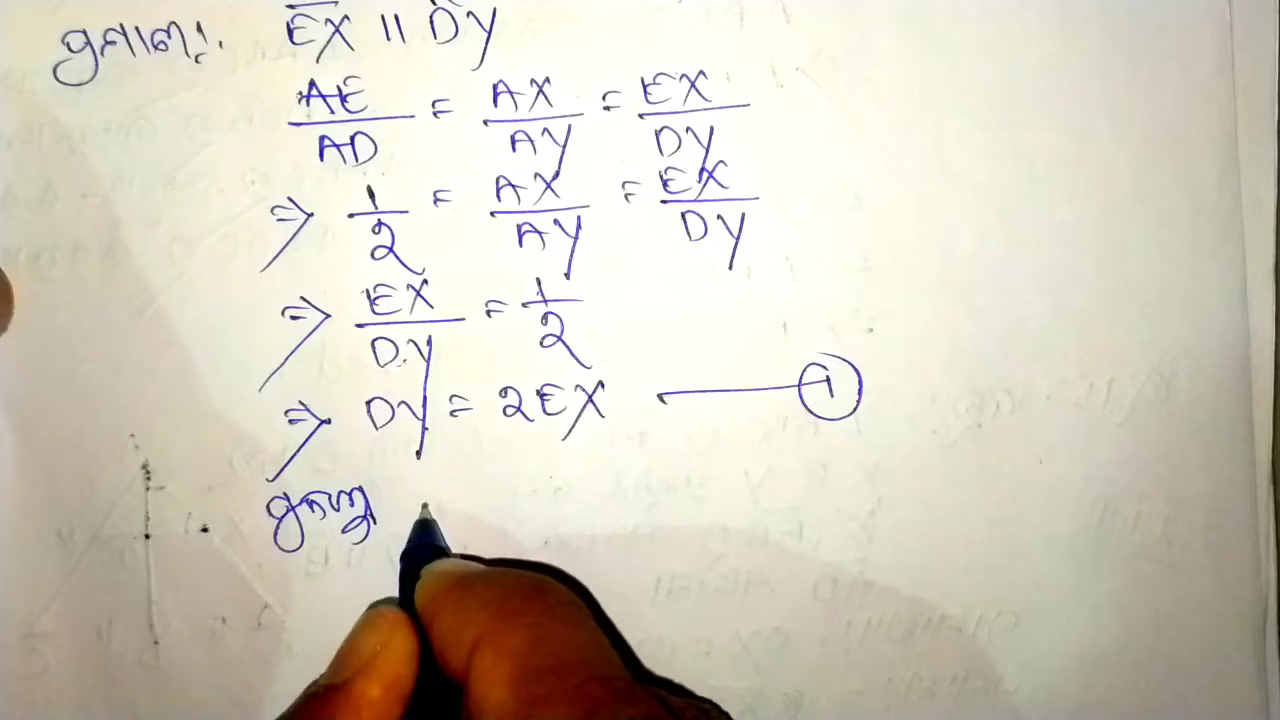 ପ୍ରମାଣ:. EX || DY
AE/AD = AX/AY = EX/DY
⇒ 1/2 = AX/AY = EX/DY
⇒ EX/DY = 1/2
⇒ DY = 2EX ——— ①
ପୁନଶ୍ଚ